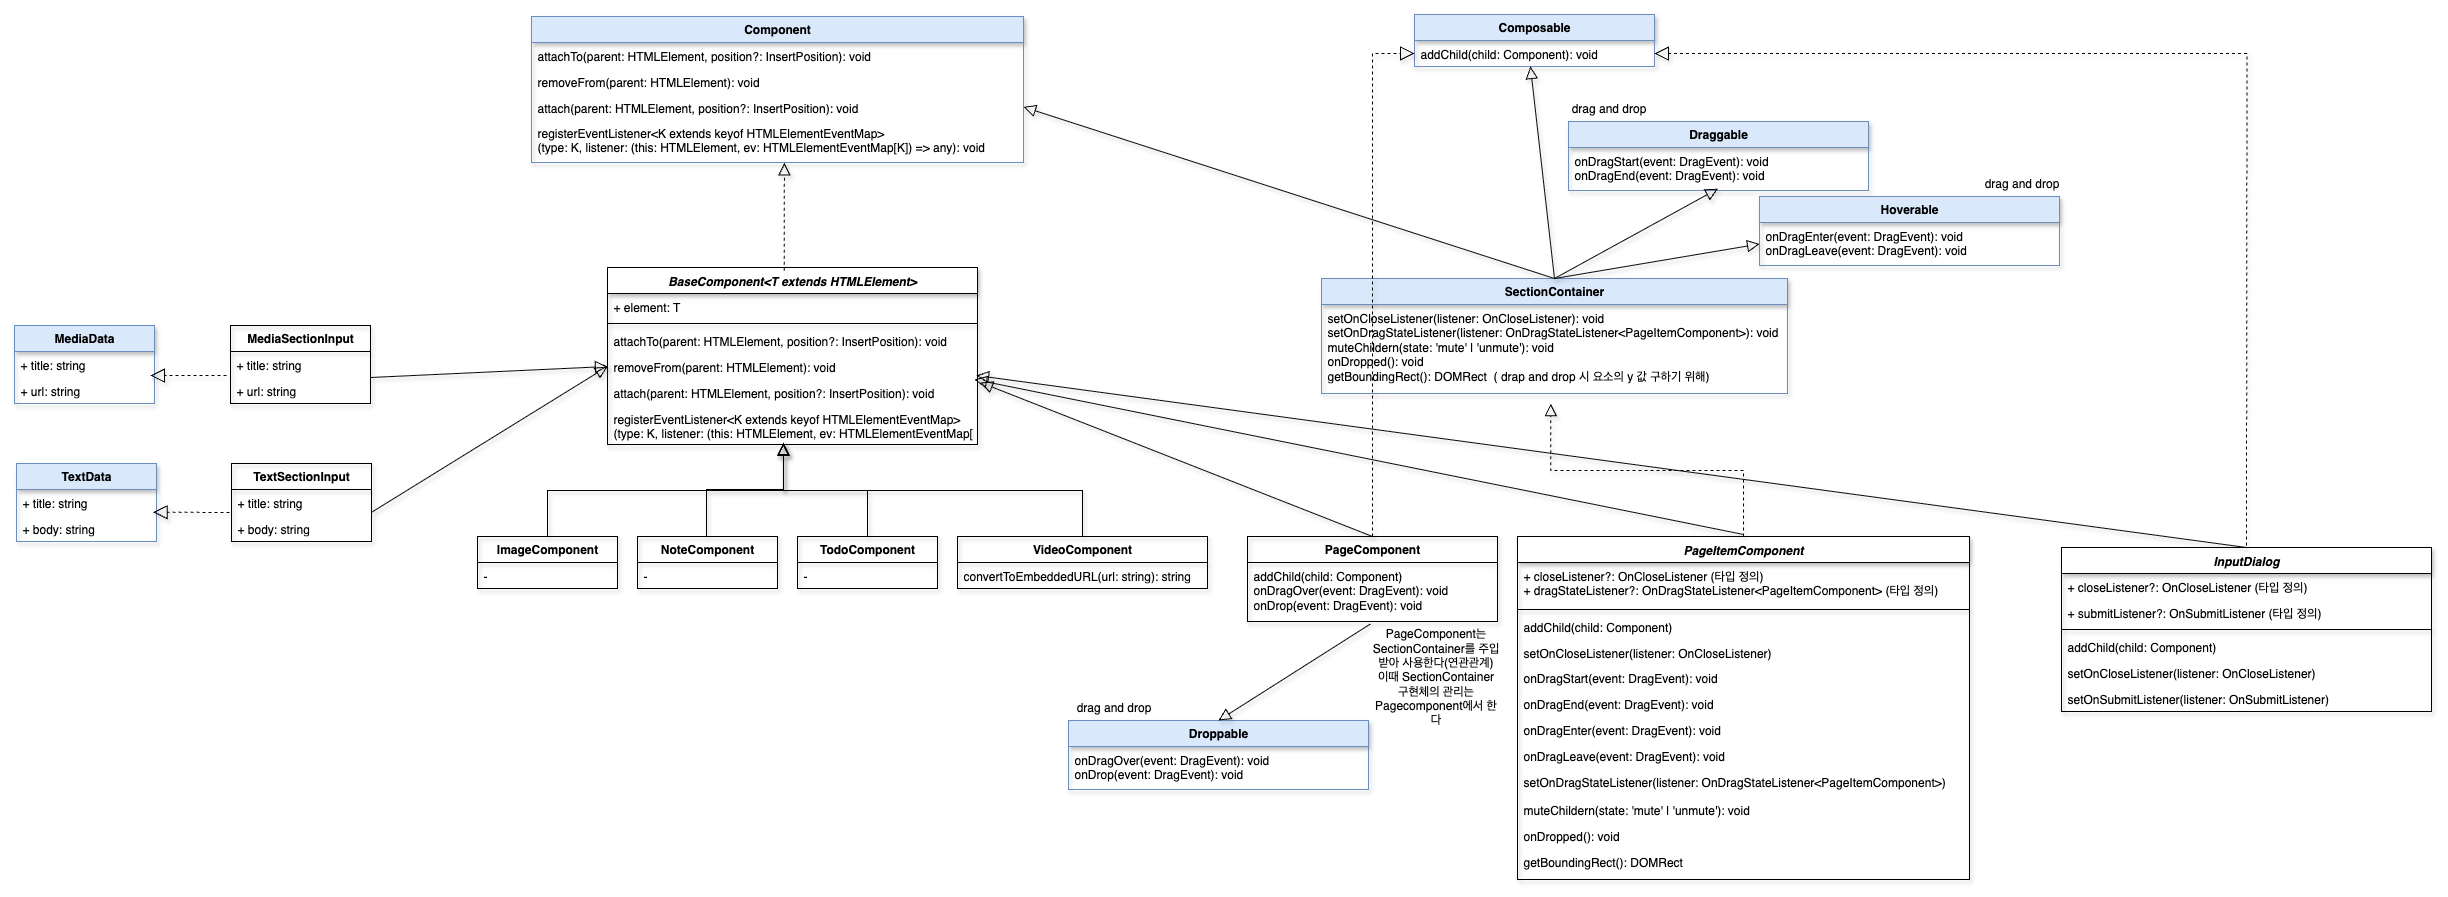 Component
attachTo(parent: HTMLElement, position?: InsertPosition): void
removeFrom(parent: HTMLElement): void
attach(parent: HTMLElement, position?: InsertPosition): void
registerEventListener<K extends keyof HTMLElementEventMap>
(type: K, listener: (this: HTMLElement, ev: HTMLElementEventMap[K]) => any): void
Composable
addChild(child: Component): void
drag and drop
Draggable
onDragStart(event: DragEvent): void
onDragEnd(event: DragEvent): void
drag and drop
Hoverable
onDragEnter(event: DragEvent): void
onDragLeave(event: DragEvent): void
SectionContainer
setOnCloseListener(listener: OnCloseListener): void
setOnDragStateListener(listener: OnDragStateListener<PageItemComponent>): void
muteChildern(state: 'mute' | 'unmute'): void
onDropped(): void
getBoundingRect(): DOMRect  ( drap and drop 시 요소의 y 값 구하기 위해)
BaseComponent<T extends HTMLElement>
+ element: T
attachTo(parent: HTMLElement, position?: InsertPosition): void
removeFrom(parent: HTMLElement): void
attach(parent: HTMLElement, position?: InsertPosition): void
registerEventListener<K extends keyof HTMLElementEventMap>
(type: K, listener: (this: HTMLElement, ev: HTMLElementEventMap[
MediaData
+ title: string
+ url: string
MediaSectionInput
+ title: string
+ url: string
TextData
+ title: string
+ body: string
TextSectionInput
+ title: string
+ body: string
ImageComponent
-
NoteComponent
-
TodoComponent
-
VideoComponent
convertToEmbeddedURL(url: string): string
PageComponent
addChild(child: Component)
onDragOver(event: DragEvent): void
onDrop(event: DragEvent): void
PageComponent는
SectionContainer를 주입
받아 사용한다(연관관계)
이때 SectionContainer
구현체의 관리는
Pagecomponent에서 한
다
drag and drop
Droppable
onDragOver(event: DragEvent): void
onDrop(event: DragEvent): void
PageItemComponent
+ closeListener?: OnCloseListener (타입 정의)
+ dragStateListener?: OnDragStateListener<PageItemComponent> (타입 정의)
addChild(child: Component)
setOnCloseListener(listener: OnCloseListener)
onDragStart(event: DragEvent): void
onDragEnd(event: DragEvent): void
onDragEnter(event: DragEvent): void
onDragLeave(event: DragEvent): void
setOnDragStateListener(listener: OnDragStateListener<PageItemComponent>)
muteChildern(state: 'mute' | 'unmute'): void
onDropped(): void
getBoundingRect(): DOMRect
InputDialog
+ closeListener?: OnCloseListener (타입 정의)
+ submitListener?: OnSubmitListener (타입 정의)
addChild(child: Component)
setOnCloseListener(listener: OnCloseListener)
setOnSubmitListener(listener: OnSubmitListener)